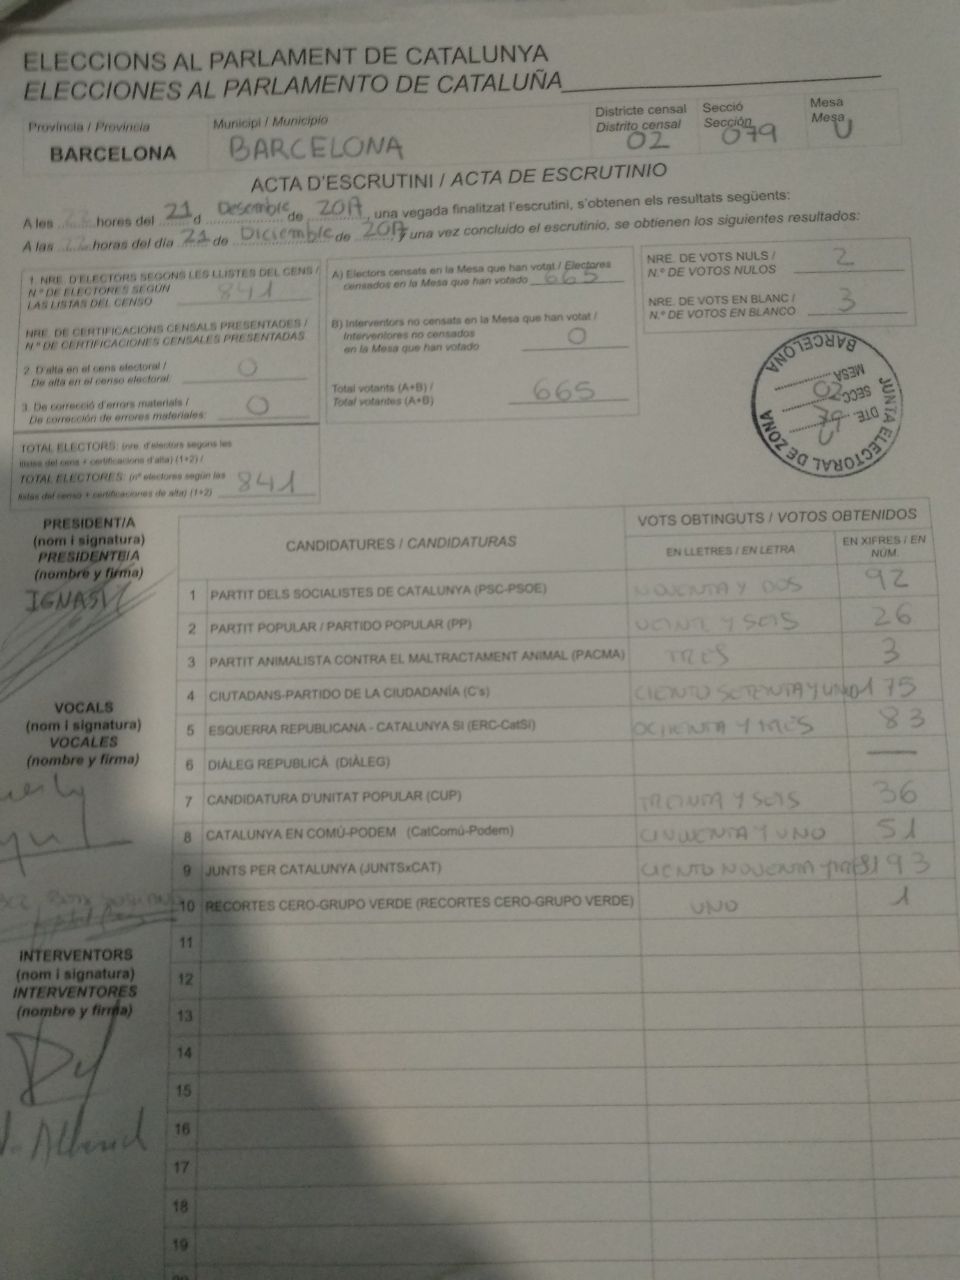 ELECCIONS AL PARLAMENT DE CATALUNYA
ELECCIONES AL PARLAMENTO DE CATALUÑA
Província / Provincia
BARCELONA
Municipi / Municipio
BARCELONA
Districte censal
Distrito censal
02
Secció
Sección
079
Mesa
Mesa
U
ACTA D'ESCRUTINI / ACTA DE ESCRUTINIO
A les hores del 21 d Desembre de 2017, una vegada finalitzat l'escrutini, s'obtenen els resultats següents:
A las horas del día 21 de Diciembre de 2017 y una vez concluido el escrutinio, se obtienen los siguientes resultados:
1. NRE. D'ELECTORS SEGONS LES LLISTES DEL CENS /
N.º DE ELECTORES SEGÚN
LAS LISTAS DEL CENSO 841
NRE. DE CERTIFICACIONS CENSALS PRESENTADES /
N.º DE CERTIFICACIONES CENSALES PRESENTADAS
2. D'alta en el cens electoral /
De alta en el censo electoral: 0
3. De correcció d'errors materials /
De corrección de errores materiales: 0
TOTAL ELECTORS: (nre. d'electors segons les
llistes del cens + certificacions d'alta) (1+2) /
TOTAL ELECTORES: (nº electores según las
listas del censo + certificaciones de alta) (1+2) 841
A) Electors censats en la Mesa que han votat / Electores
censados en la Mesa que han votado 665
B) Interventors no censats en la Mesa que han votat /
Interventores no censados
en la Mesa que han votado 0
Total votants (A+B) /
Total votantes (A+B) 665
NRE. DE VOTS NULS /
N.º DE VOTOS NULOS 2
NRE. DE VOTS EN BLANC /
N.º DE VOTOS EN BLANCO 3
JUNTA ELECTORAL DE ZONA
BARCELONA
DTE. 79
SECC. 02
MESA
U
PRESIDENT/A
(nom i signatura)
PRESIDENTE/A
(nombre y firma)
IGNASI
CANDIDATURES / CANDIDATURAS
VOTS OBTINGUTS / VOTOS OBTENIDOS
EN LLETRES / EN LETRA
EN XIFRES / EN
NÚM.
1 PARTIT DELS SOCIALISTES DE CATALUNYA (PSC-PSOE) NOVENTA Y DOS 92
2 PARTIT POPULAR / PARTIDO POPULAR (PP) VEINTE Y SEIS 26
3 PARTIT ANIMALISTA CONTRA EL MALTRACTAMENT ANIMAL (PACMA) TRES 3
4 CIUTADANS-PARTIDO DE LA CIUDADANÍA (C's) CIENTO SETENTA Y UNO 175
5 ESQUERRA REPUBLICANA - CATALUNYA SÍ (ERC-CatSí) OCHENTA Y TRES 83
6 DIÀLEG REPUBLICÀ (DIÀLEG) —
7 CANDIDATURA D'UNITAT POPULAR (CUP) TREINTA Y SEIS 36
8 CATALUNYA EN COMÚ-PODEM (CatComú-Podem) CINCUENTA Y UNO 51
9 JUNTS PER CATALUNYA (JUNTSxCAT) CIENTO NOVENTA Y TRES 193
10 RECORTES CERO-GRUPO VERDE (RECORTES CERO-GRUPO VERDE) UNO 1
11
12
13
14
15
16
17
18
19
VOCALS
(nom i signatura)
VOCALES
(nombre y firma)
INTERVENTORS
(nom i signatura)
INTERVENTORES
(nombre y firma)